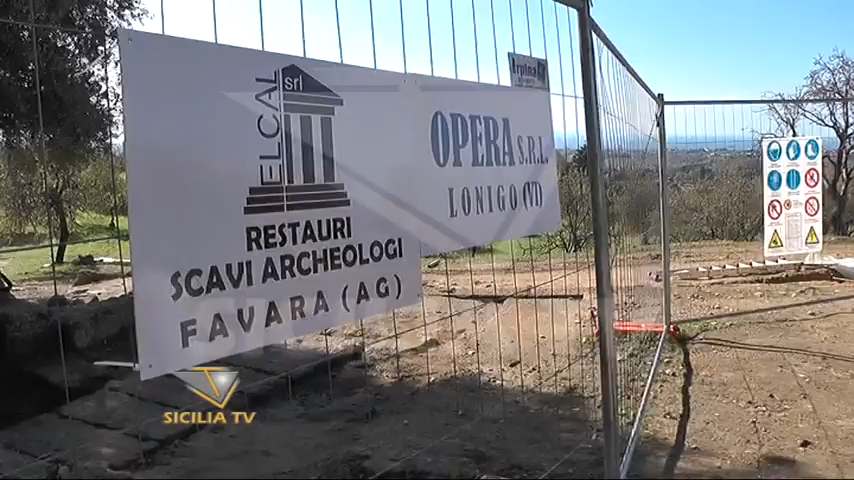 ELCAL srl
RESTAURI
SCAVI ARCHEOLOGI
FAVARA (AG)
OPERA S.R.L.
LONIGO (VI)
SICILIA TV